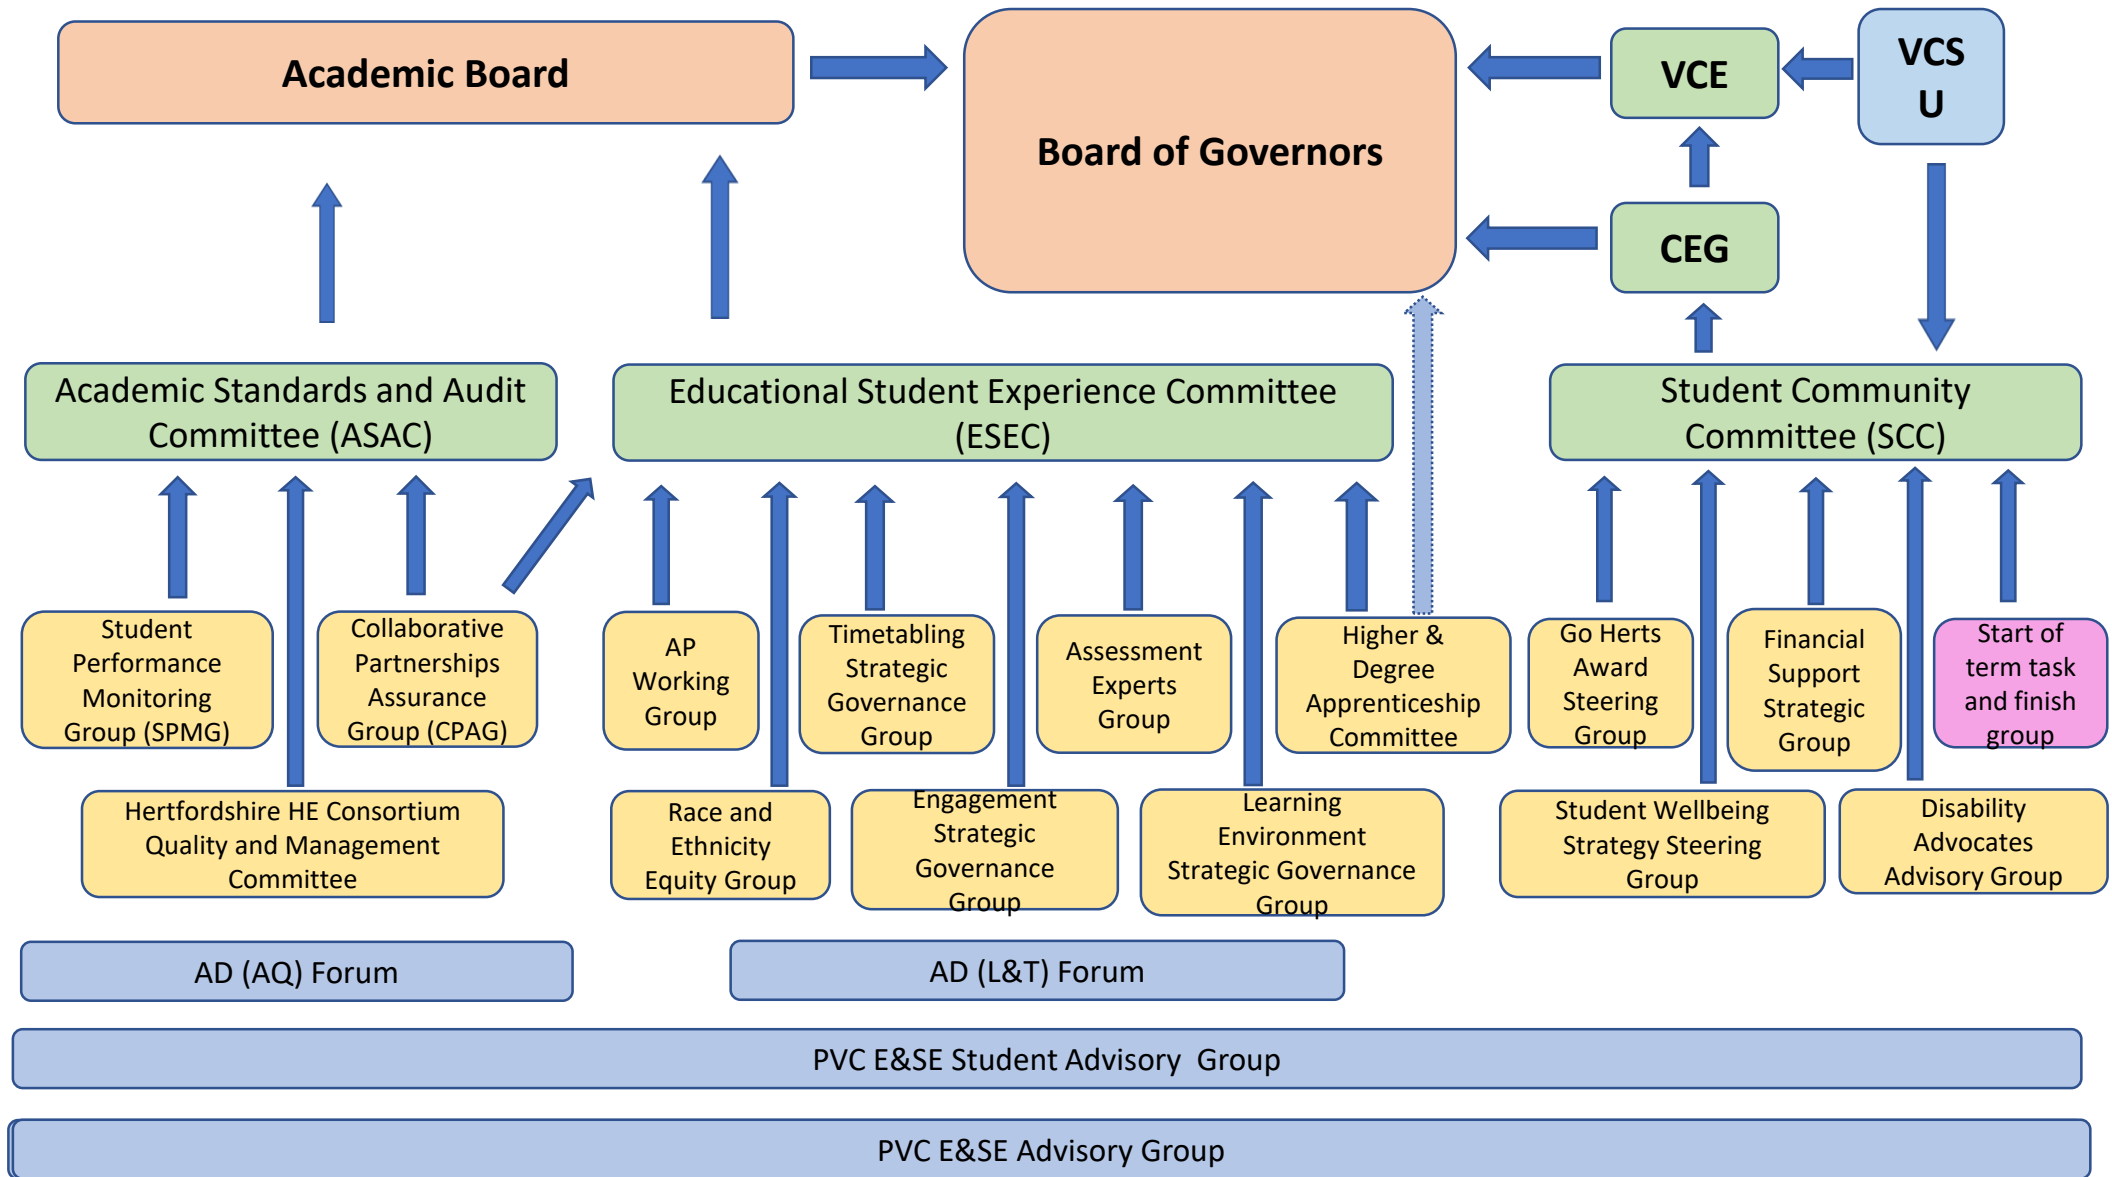 Academic Board
Board of Governors
VCE
VCS
U
CEG
Academic Standards and Audit
Committee (ASAC)
Educational Student Experience Committee
(ESEC)
Student Community
Committee (SCC)
Student
Performance
Monitoring
Group (SPMG)
Collaborative
Partnerships
Assurance
Group (CPAG)
AP
Working
Group
Timetabling
Strategic
Governance
Group
Assessment
Experts
Group
Higher &
Degree
Apprenticeship
Committee
Go Herts
Award
Steering
Group
Financial
Support
Strategic
Group
Start of
term task
and finish
group
Hertfordshire HE Consortium
Quality and Management
Committee
Race and
Ethnicity
Equity Group
Engagement
Strategic
Governance
Group
Learning
Environment
Strategic Governance
Group
Student Wellbeing
Strategy Steering
Group
Disability
Advocates
Advisory Group
AD (AQ) Forum
AD (L&T) Forum
PVC E&SE Student Advisory  Group
PVC E&SE Advisory Group